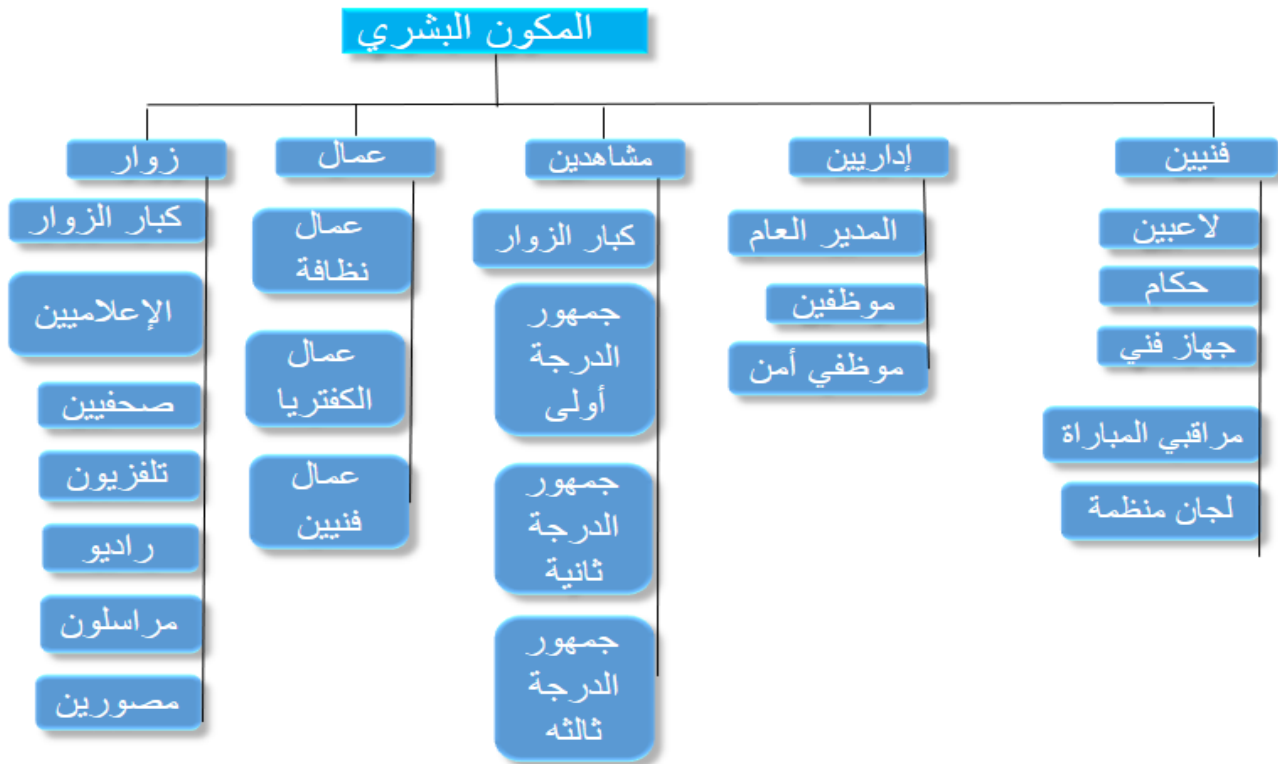 المكون البشري
فنيين
لاعبين
حكام
جهاز فني
مراقبي المباراة
لجان منظمة
إداريين
المدير العام
موظفين
موظفي أمن
مشاهدين
كبار الزوار
جمهور
الدرجة
أولى
جمهور
الدرجة
ثانية
جمهور
الدرجة
ثالثه
عمال
عمال
نظافة
عمال
الكفتريا
عمال
فنيين
زوار
كبار الزوار
الإعلاميين
صحفيين
تلفزيون
راديو
مراسلون
مصورين